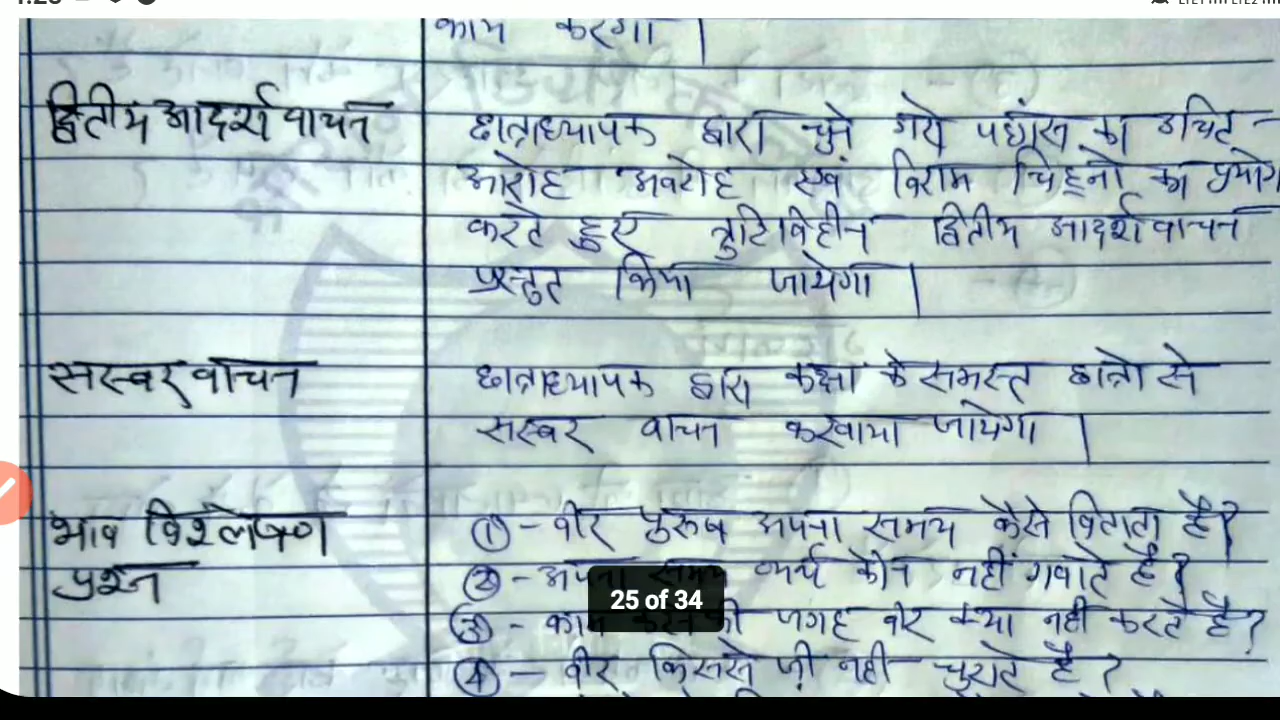 काम करेगा |
द्वितीय आदर्श वाचन
छात्राध्यापक द्वारा चुने गये पद्यांश का उचित -
आरोह अवरोह एवं विराम चिह्नो का प्रयोग
करते हुए त्रुटिविहीन द्वितीय आदर्श वाचन
प्रस्तुत किया जायेगा |
सस्वर वाचन
छात्राध्यापक द्वारा कक्षा के समस्त छात्रो से
सस्वर वाचन करवाया जायेगा |
भाव विश्लेषण
प्रश्न
① - वीर पुरुष अपना समय कैसे विताता है?
② - अपना समय व्यर्थ कौन नहीं गवाते है?
③ - काम करने की जगह वीर क्या नही करते है?
④ - वीर किससे जी नही चुराते है?
25 of 34